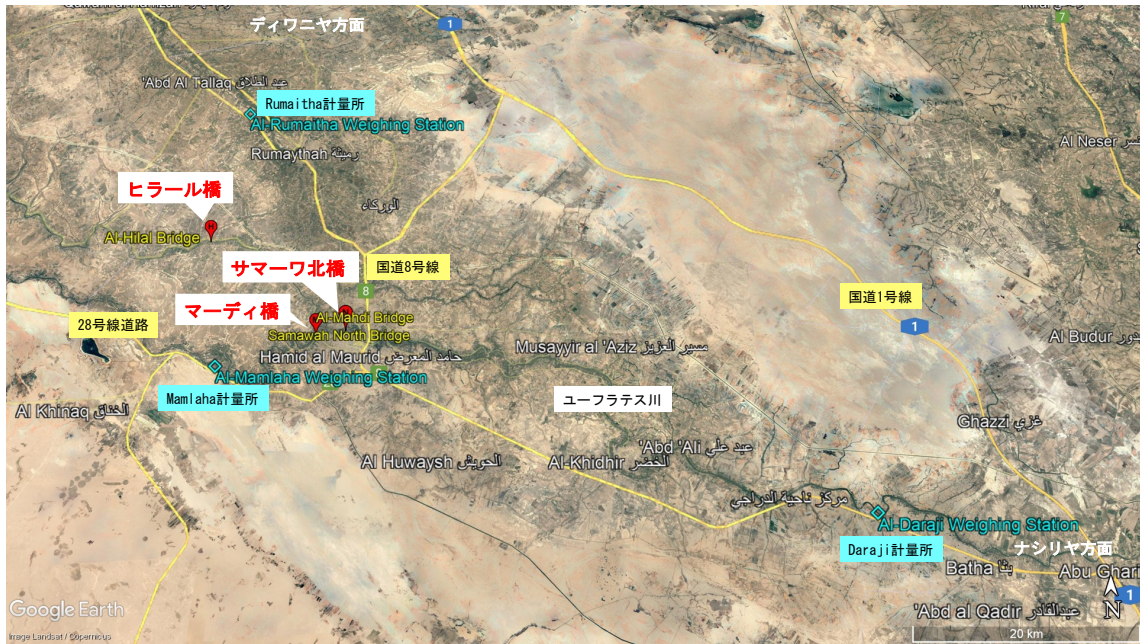 ディワニヤ方面
1
7
'Abd Al Tallaq عبد الطلاق
Rumaitha計量所
Al-Rumaitha Weighing Station
Rumaythah رميثة
Al Neser
ヒラール橋
الوركاء
Al-Hilal Bridge
サマーワ北橋
国道8号線
8
マーディ橋
国道1号線
28号線道路
Al-Mahdi Bridge
1
Samawah North Bridge
Al Budur
Hamid al Maurid حامد المعرض
Musayyir al 'Aziz مسير العزيز
Al-Mamlaha Weighing Station
Mamlaha計量所
ユーフラテス川
Al Khinaq الخناق
Ghazzi غزي
'Abd 'Ali عبد علي
Al Huwaysh الحويش
Al-Khidhir الخضر
مركز ناحية الدراجي
Al-Daraji Weighing Station
Daraji計量所
ナシリヤ方面
Batha بثا
Abu Ghari
1
N
'Abd al Qadir عبدالقادر
Google Earth
20 km
Image Landsat / Copernicus